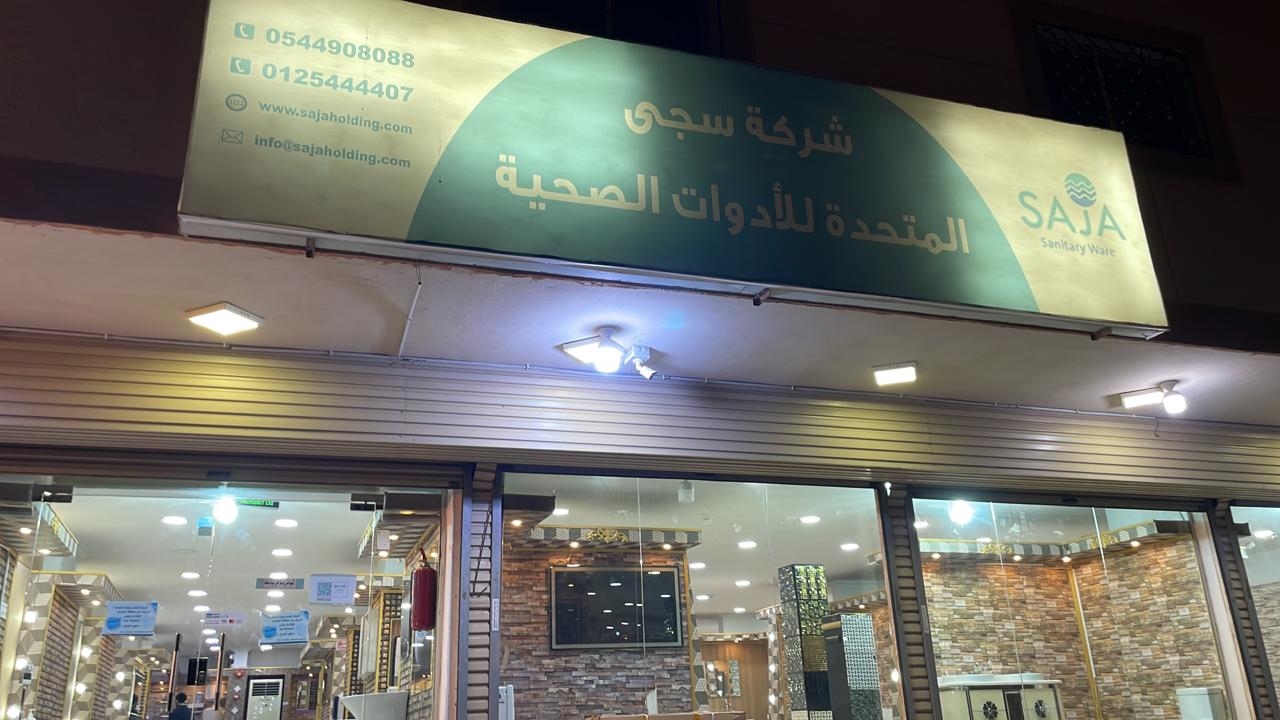 0544908088
0125444407
www.sajaholding.com
info@sajaholding.com
شركة سجى
المتحدة للأدوات الصحية
SAJA
Sanitary Ware